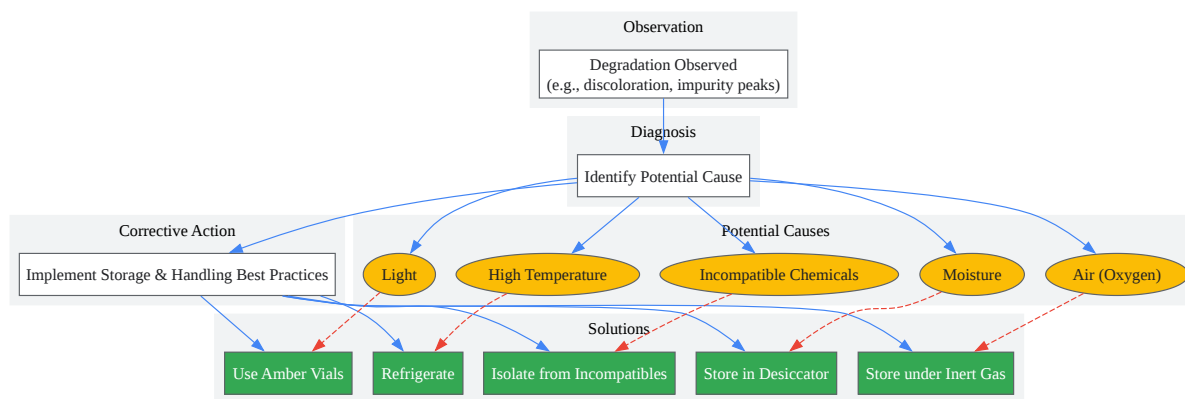 Observation
Degradation Observed
(e.g., discoloration, impurity peaks)
Diagnosis
Identify Potential Cause
Corrective Action
Potential Causes
Implement Storage & Handling Best Practices
Light
High Temperature
Incompatible Chemicals
Moisture
Air (Oxygen)
Solutions
Use Amber Vials
Refrigerate
Isolate from Incompatibles
Store in Desiccator
Store under Inert Gas